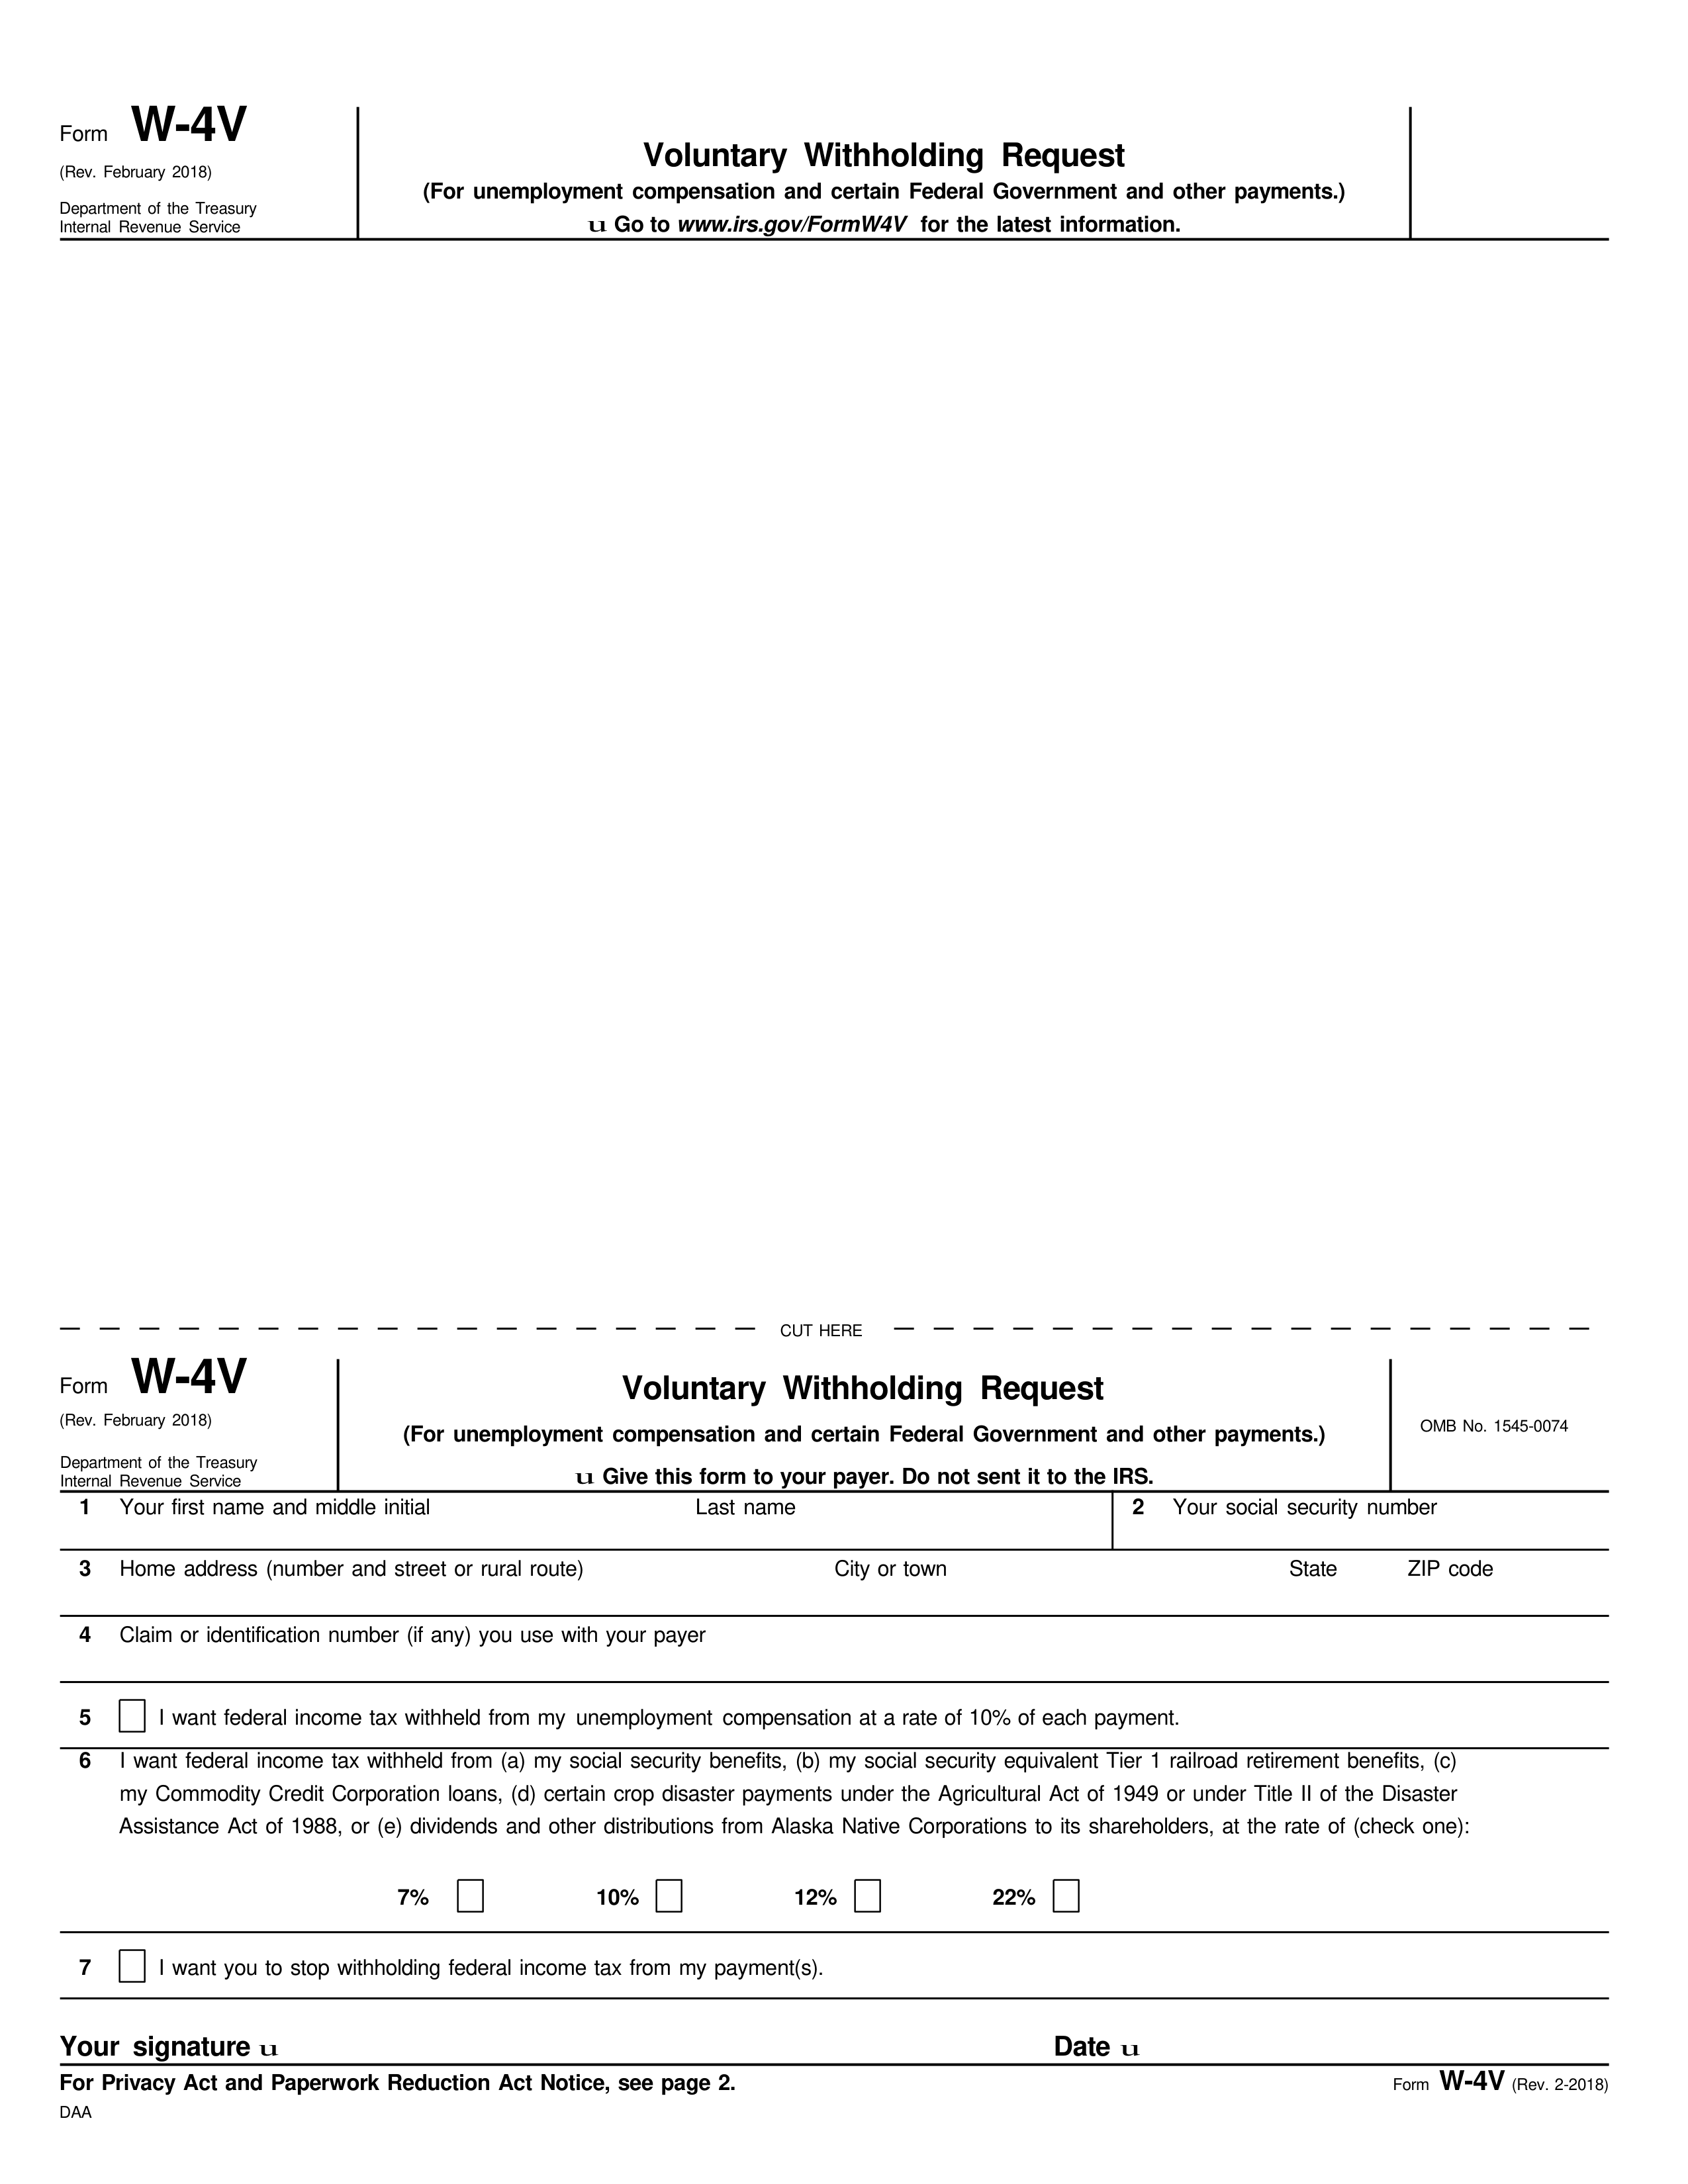 Form W-4V
(Rev. February 2018)
Department of the Treasury
Internal Revenue Service
Voluntary Withholding Request
(For unemployment compensation and certain Federal Government and other payments.)
u Go to www.irs.gov/FormW4V for the latest information.
CUT HERE
Form W-4V
(Rev. February 2018)
Department of the Treasury
Internal Revenue Service
Voluntary Withholding Request
(For unemployment compensation and certain Federal Government and other payments.)
u Give this form to your payer. Do not sent it to the IRS.
OMB No. 1545-0074
1 Your first name and middle initial Last name 2 Your social security number
3 Home address (number and street or rural route) City or town State ZIP code
4 Claim or identification number (if any) you use with your payer
5 I want federal income tax withheld from my unemployment compensation at a rate of 10% of each payment.
6 I want federal income tax withheld from (a) my social security benefits, (b) my social security equivalent Tier 1 railroad retirement benefits, (c)
my Commodity Credit Corporation loans, (d) certain crop disaster payments under the Agricultural Act of 1949 or under Title II of the Disaster
Assistance Act of 1988, or (e) dividends and other distributions from Alaska Native Corporations to its shareholders, at the rate of (check one):
7% 10% 12% 22%
7 I want you to stop withholding federal income tax from my payment(s).
Your signature u Date u
For Privacy Act and Paperwork Reduction Act Notice, see page 2. Form W-4V (Rev. 2-2018)
DAA